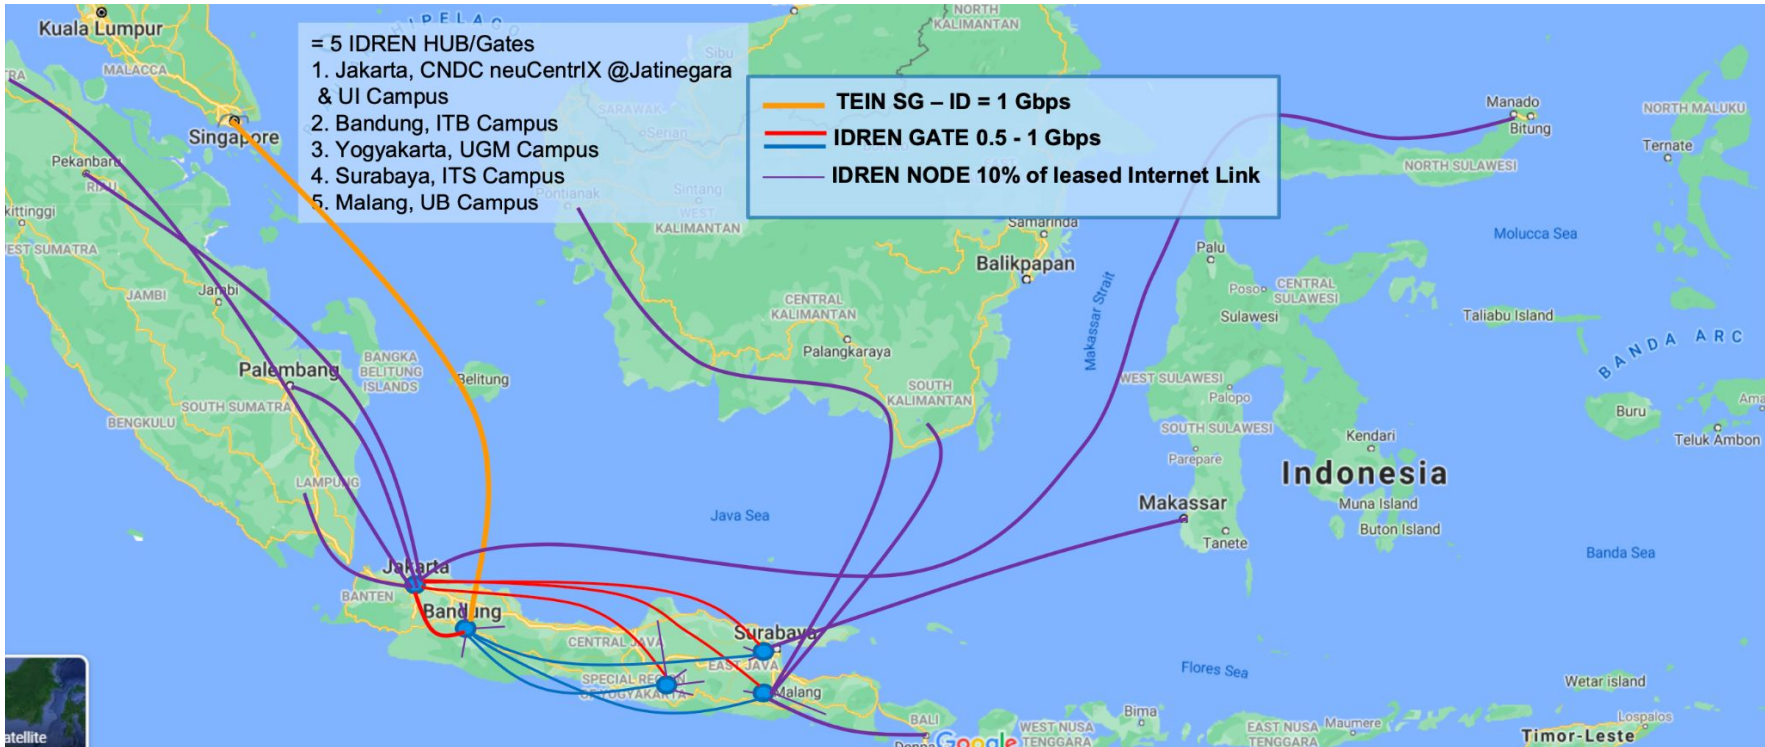 = 5 IDREN HUB/Gates
1. Jakarta, CNDC neuCentrIX @Jatinegara
& UI Campus
2. Bandung, ITB Campus
3. Yogyakarta, UGM Campus
4. Surabaya, ITS Campus
5. Malang, UB Campus
TEIN SG – ID = 1 Gbps
IDREN GATE 0.5 - 1 Gbps
IDREN NODE 10% of leased Internet Link
Kuala Lumpur
MALACCA
Singapore
Pekanbaru
RIAU
WEST SUMATRA
JAMBI
Jambi
Palembang
SOUTH SUMATRA
BENGKULU
BANGKA
BELITUNG
ISLANDS
Belitung
LAMPUNG
Jakarta
BANTEN
Bandung
CENTRAL JAVA
SPECIAL REGION
OF YOGYAKARTA
Surabaya
EAST JAVA
Malang
BALI
Sibu
SARAWAK
Senan
Pontianak
Sintang
WEST
KALIMANTAN
NORTH
KALIMANTAN
Samarinda
Balikpapan
CENTRAL
KALIMANTAN
Palangkaraya
SOUTH
KALIMANTAN
Java Sea
Makassar Strait
Manado
Bitung
NORTH SULAWESI
NORTH MALUKU
Ternate
Molucca Sea
Palu
Poso
CENTRAL
SULAWESI
Sulawesi
Taliabu Island
BANDA ARC
WEST SULAWESI
Palopo
SOUTH SULAWESI
Parepare
Kendari
Indonesia
Makassar
Muna Island
Buton Island
Tanete
Buru
Teluk Ambon
Banda Sea
Flores Sea
Wetar island
Bima
WEST NUSA
TENGGARA
EAST NUSA
TENGGARA
Maumere
Lospalos
Timor-Leste
Google